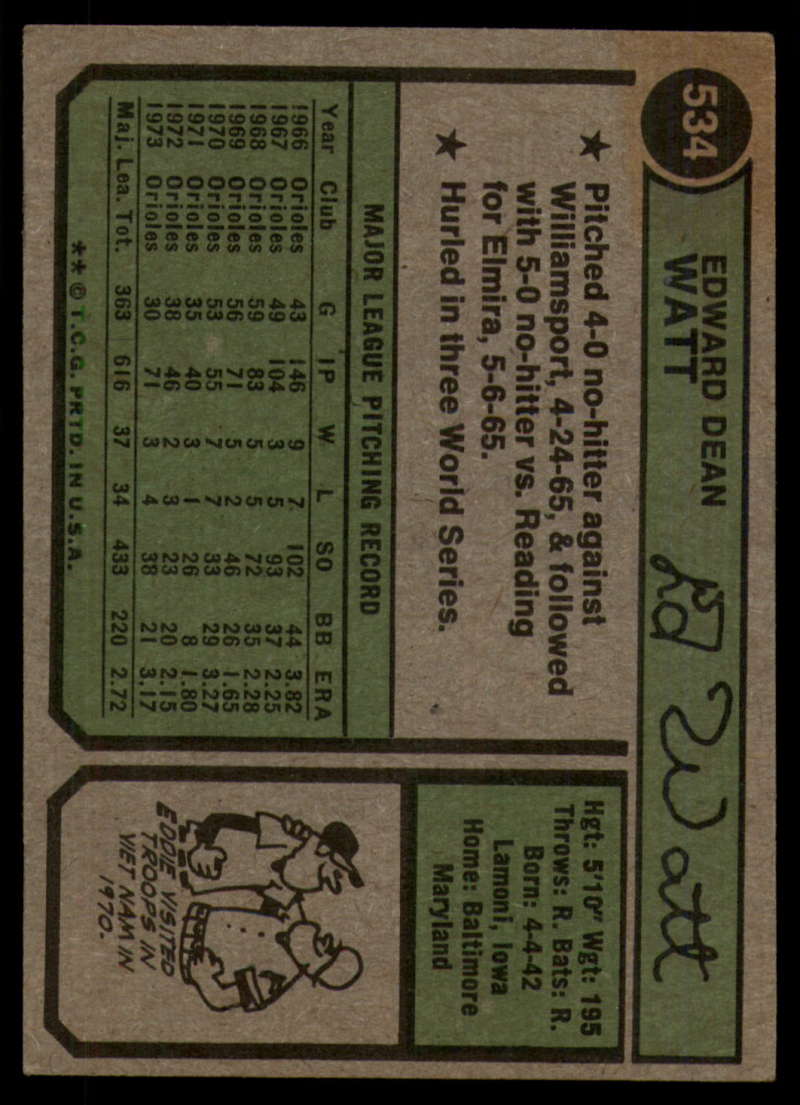 534
EDWARD DEAN
WATT
Ed Watt
★ Pitched 4-0 no-hitter against
Williamsport, 4-24-65, & followed
with 5-0 no-hitter vs. Reading
for Elmira, 5-6-65.
★ Hurled in three World Series.
Hgt: 5'10" Wgt: 195
Throws: R. Bats: R.
Born: 4-4-42
Lamoni, Iowa
Home: Baltimore
Maryland
MAJOR LEAGUE PITCHING RECORD
Year Club G IP W L SO BB ERA
1966 Orioles 43 146 9 7 102 44 3.82
1967 Orioles 49 104 3 5 93 37 2.25
1968 Orioles 59 83 5 5 72 35 2.28
1969 Orioles 56 71 5 2 46 26 1.65
1970 Orioles 53 55 7 7 33 29 3.27
1971 Orioles 35 40 3 1 26 8 1.80
1972 Orioles 38 46 2 3 23 20 2.15
1973 Orioles 30 71 3 4 38 21 3.17
Maj. Lea. Tot. 363 616 37 34 433 220 2.72
** © T.C.G. PRTD. IN U.S.A.
EDDIE VISITED
TROOPS IN
VIET NAM IN
1970.